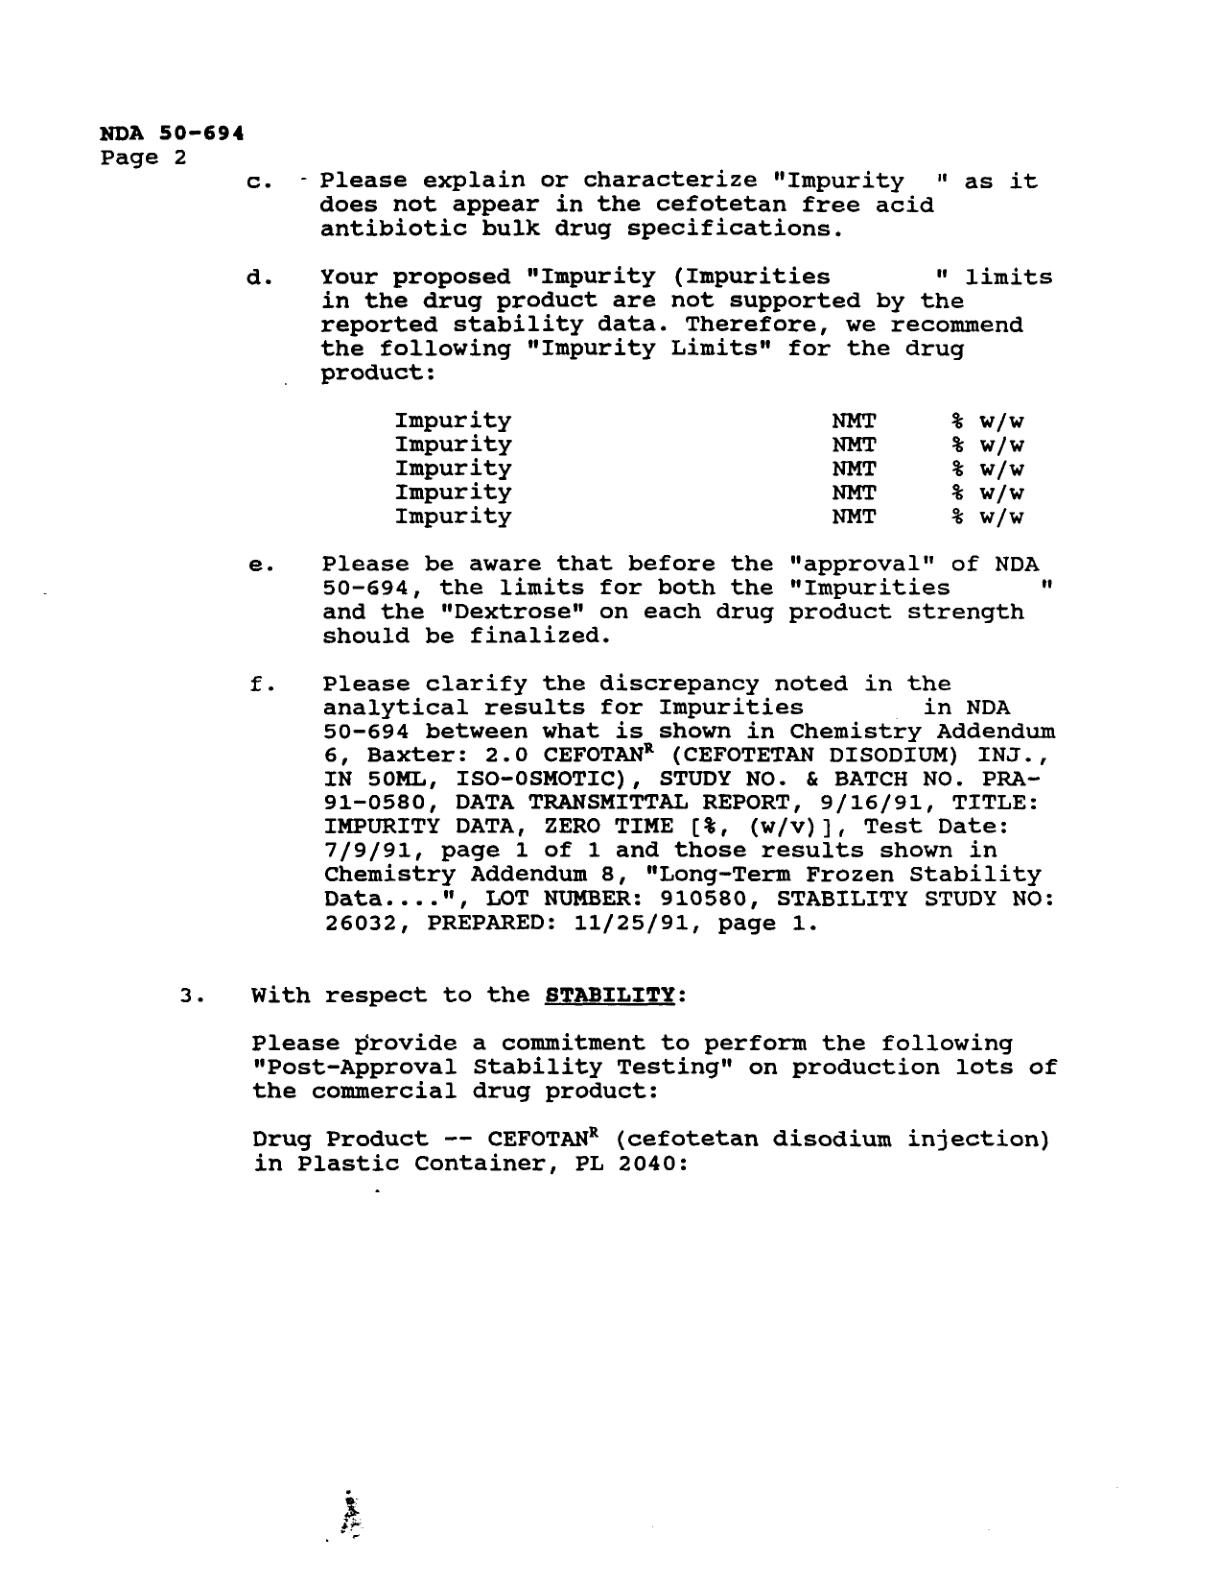 NDA 50-694
Page 2
c. - Please explain or characterize "Impurity " as it
does not appear in the cefotetan free acid
antibiotic bulk drug specifications.
d. Your proposed "Impurity (Impurities " limits
in the drug product are not supported by the
reported stability data. Therefore, we recommend
the following "Impurity Limits" for the drug
product:
Impurity NMT % w/w
Impurity NMT % w/w
Impurity NMT % w/w
Impurity NMT % w/w
Impurity NMT % w/w
e. Please be aware that before the "approval" of NDA
50-694, the limits for both the "Impurities "
and the "Dextrose" on each drug product strength
should be finalized.
f. Please clarify the discrepancy noted in the
analytical results for Impurities in NDA
50-694 between what is shown in Chemistry Addendum
6, Baxter: 2.0 CEFOTANᴿ (CEFOTETAN DISODIUM) INJ.,
IN 50ML, ISO-OSMOTIC), STUDY NO. & BATCH NO. PRA-
91-0580, DATA TRANSMITTAL REPORT, 9/16/91, TITLE:
IMPURITY DATA, ZERO TIME [%, (w/v)], Test Date:
7/9/91, page 1 of 1 and those results shown in
Chemistry Addendum 8, "Long-Term Frozen Stability
Data....", LOT NUMBER: 910580, STABILITY STUDY NO:
26032, PREPARED: 11/25/91, page 1.
3. With respect to the STABILITY:
Please provide a commitment to perform the following
"Post-Approval Stability Testing" on production lots of
the commercial drug product:
Drug Product -- CEFOTANᴿ (cefotetan disodium injection)
in Plastic Container, PL 2040: